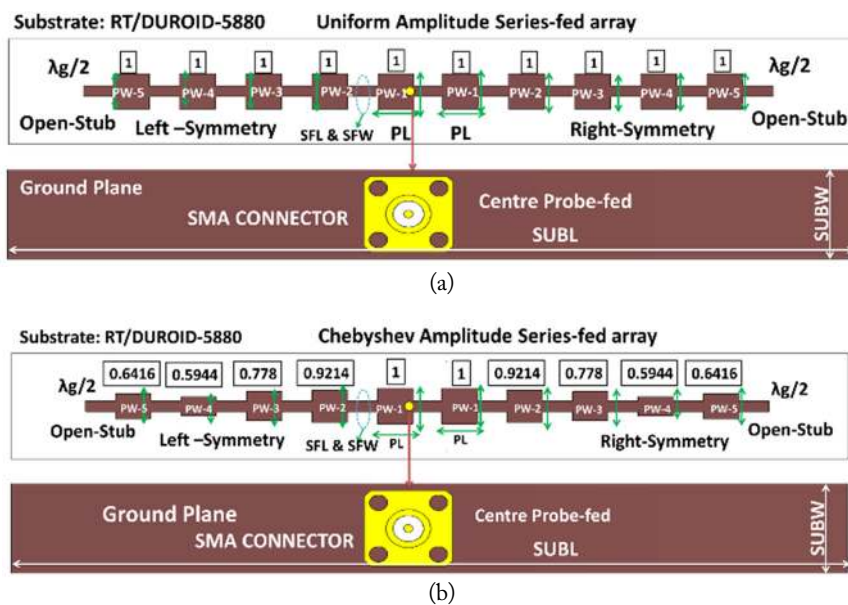 Substrate: RT/DUROID-5880 Uniform Amplitude Series-fed array
1 1 1 1 1 1 1 1 1 1
λg/2 λg/2
PW-5 PW-4 PW-3 PW-2 PW-1 PW-1 PW-2 PW-3 PW-4 PW-5
Open-Stub Left –Symmetry SFL & SFW PL PL Right-Symmetry Open-Stub
Ground Plane
SMA CONNECTOR
Centre Probe-fed
SUBL
SUBW
(a)
Substrate: RT/DUROID-5880 Chebyshev Amplitude Series-fed array
0.6416 0.5944 0.778 0.9214 1 1 0.9214 0.778 0.5944 0.6416
λg/2 λg/2
PW-5 PW-4 PW-3 PW-2 PW-1 PW-1 PW-2 PW-3 PW-4 PW-5
Open-Stub Left –Symmetry SFL & SFW PL PL Right-Symmetry Open-Stub
Ground Plane
SMA CONNECTOR
Centre Probe-fed
SUBL
SUBW
(b)